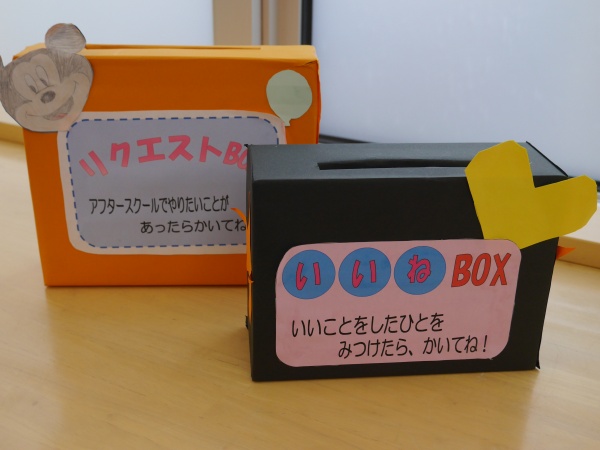 リクエストBO
アフタースクールでやりたいことが
あったらかいてね
いいねBOX
いいことをしたひとを
みつけたら、かいてね！